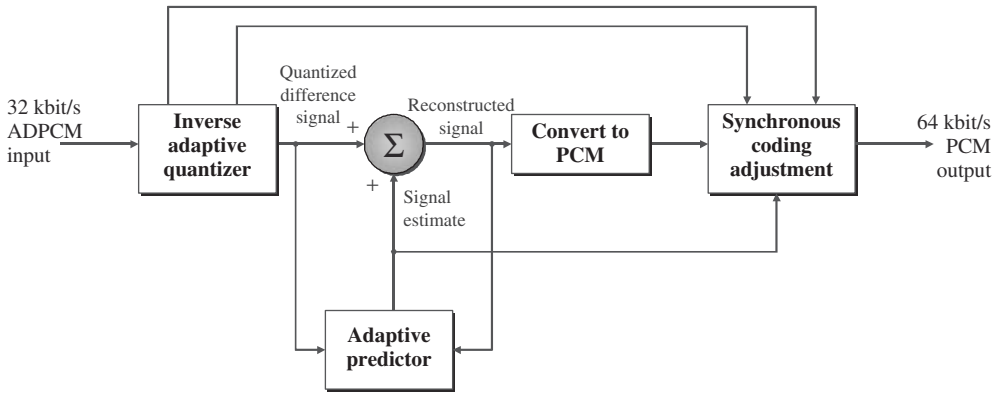 32 kbit/s
ADPCM
input
Inverse
adaptive
quantizer
Quantized
difference
signal
+
+
Σ
Reconstructed
signal
Signal
estimate
Convert to
PCM
Synchronous
coding
adjustment
64 kbit/s
PCM
output
Adaptive
predictor